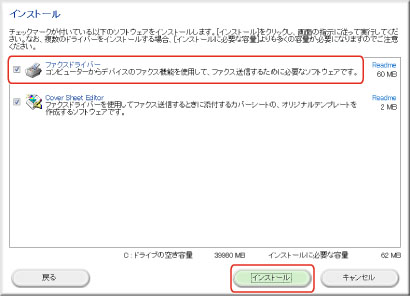 インストール
チェックマークが付いている以下のソフトウェアをインストールします。[インストール]をクリックし、画面の指示に従って実行してくだ
さい。なお、複数のドライバーをインストールする場合、[インストールに必要な容量]よりも多くの容量が必要になりますのでご注意
ください。
ファクスドライバー
Readme
コンピューターからデバイスのファクス機能を使用して、ファクス送信するために必要なソフトウェアです。
60 MB
Cover Sheet Editor
Readme
ファクスドライバーを使用してファクス送信するときに添付するカバーシートの、オリジナルテンプレートを
2 MB
作成するソフトウェアです。
C:ドライブの空き容量 39980 MB インストールに必要な容量 62 MB
戻る インストール キャンセル